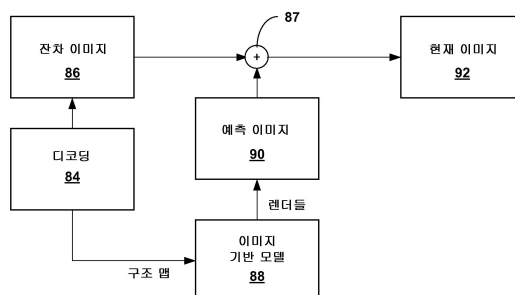 87
잔차 이미지
86
+
현재 이미지
92
예측 이미지
90
디코딩
84
렌더들
이미지
기반 모델
88
구조 맵